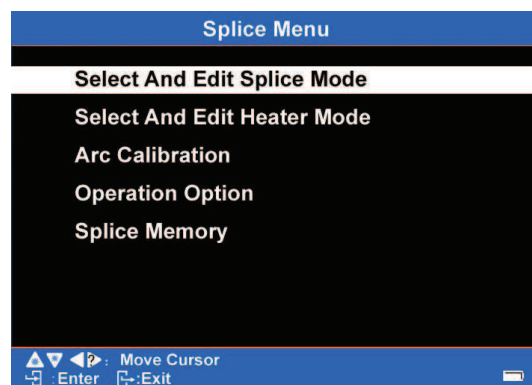 Splice Menu
Select And Edit Splice Mode
Select And Edit Heater Mode
Arc Calibration
Operation Option
Splice Memory
? : Move Cursor
:Enter :Exit